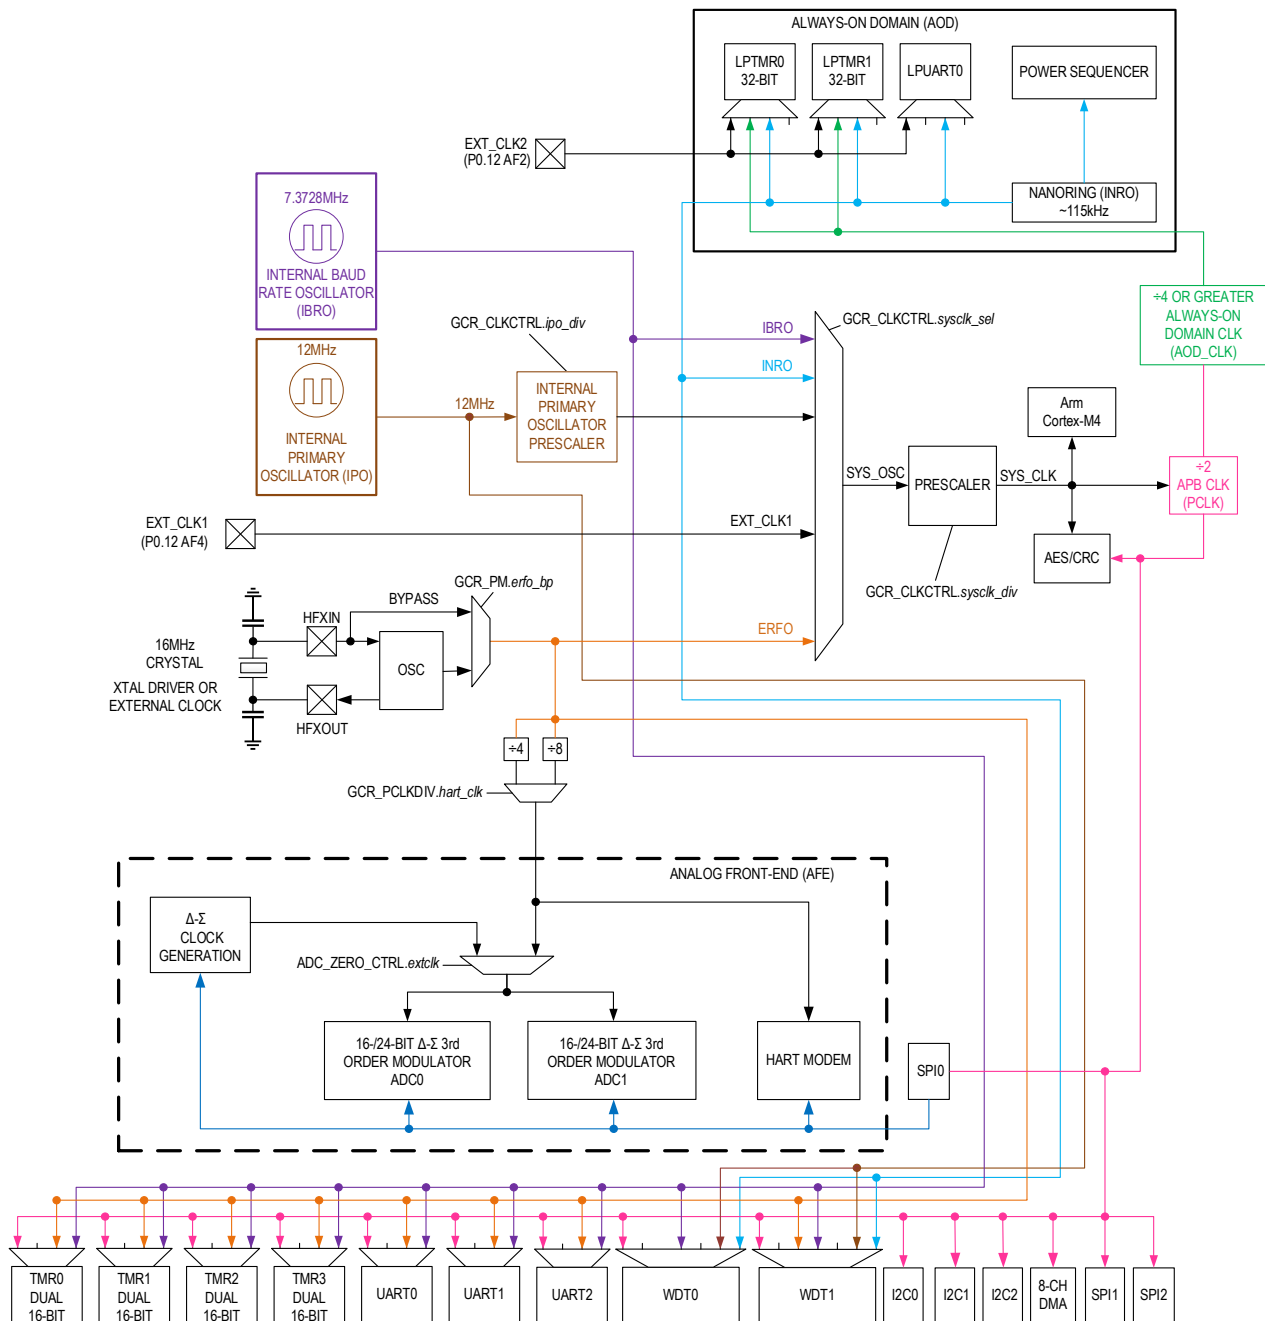 ALWAYS-ON DOMAIN (AOD)
LPTMR0
32-BIT
LPTMR1
32-BIT
LPUART0
POWER SEQUENCER
EXT_CLK2
(P0.12 AF2)
NANORING (INRO)
~115kHz
7.3728MHz
INTERNAL BAUD
RATE OSCILLATOR
(IBRO)
÷4 OR GREATER
ALWAYS-ON
DOMAIN CLK
(AOD_CLK)
GCR_CLKCTRL.ipo_div
GCR_CLKCTRL.sysclk_sel
IBRO
12MHz
INTERNAL
PRIMARY
OSCILLATOR (IPO)
12MHz
INTERNAL
PRIMARY
OSCILLATOR
PRESCALER
INRO
Arm
Cortex-M4
SYS_OSC
PRESCALER
SYS_CLK
÷2
APB CLK
(PCLK)
EXT_CLK1
(P0.12 AF4)
EXT_CLK1
AES/CRC
GCR_CLKCTRL.sysclk_div
GCR_PM.erfo_bp
BYPASS
HFXIN
16MHz
CRYSTAL
XTAL DRIVER OR
EXTERNAL CLOCK
OSC
HFXOUT
ERFO
÷4
÷8
GCR_PCLKDIV.hart_clk
ANALOG FRONT-END (AFE)
Δ-Σ
CLOCK
GENERATION
ADC_ZERO_CTRL.extclk
16-/24-BIT Δ-Σ 3rd
ORDER MODULATOR
ADC0
16-/24-BIT Δ-Σ 3rd
ORDER MODULATOR
ADC1
HART MODEM
SPI0
TMR0
DUAL
16-BIT
TMR1
DUAL
16-BIT
TMR2
DUAL
16-BIT
TMR3
DUAL
16-BIT
UART0
UART1
UART2
WDT0
WDT1
I2C0
I2C1
I2C2
8-CH
DMA
SPI1
SPI2